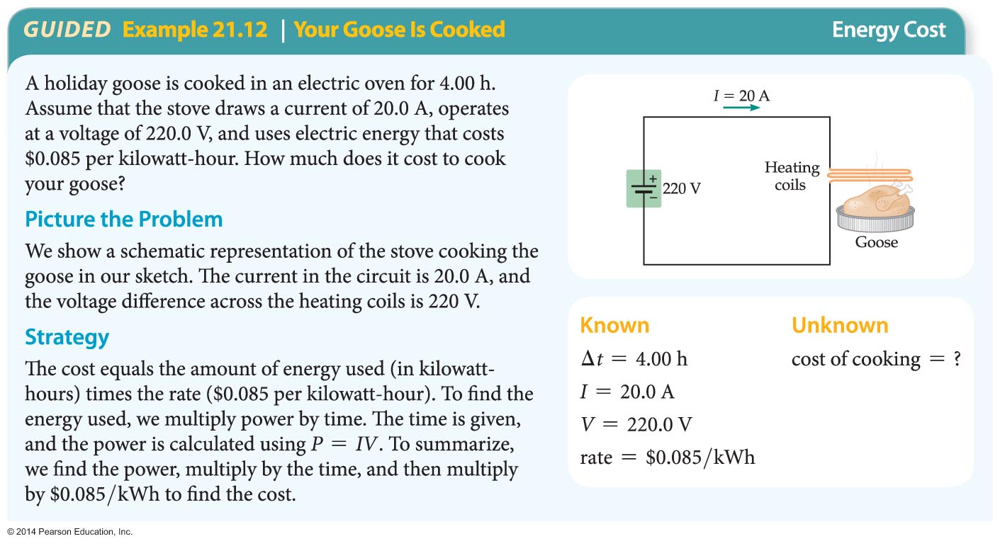 GUIDED Example 21.12 | Your Goose Is Cooked Energy Cost
A holiday goose is cooked in an electric oven for 4.00 h.
Assume that the stove draws a current of 20.0 A, operates
at a voltage of 220.0 V, and uses electric energy that costs
$0.085 per kilowatt-hour. How much does it cost to cook
your goose?
Picture the Problem
We show a schematic representation of the stove cooking the
goose in our sketch. The current in the circuit is 20.0 A, and
the voltage difference across the heating coils is 220 V.
Strategy
The cost equals the amount of energy used (in kilowatt-
hours) times the rate ($0.085 per kilowatt-hour). To find the
energy used, we multiply power by time. The time is given,
and the power is calculated using P = IV. To summarize,
we find the power, multiply by the time, and then multiply
by $0.085/kWh to find the cost.
I = 20 A
+
220 V
−
Heating
coils
Goose
Known
Δt = 4.00 h
I = 20.0 A
V = 220.0 V
rate = $0.085/kWh
Unknown
cost of cooking = ?
© 2014 Pearson Education, Inc.